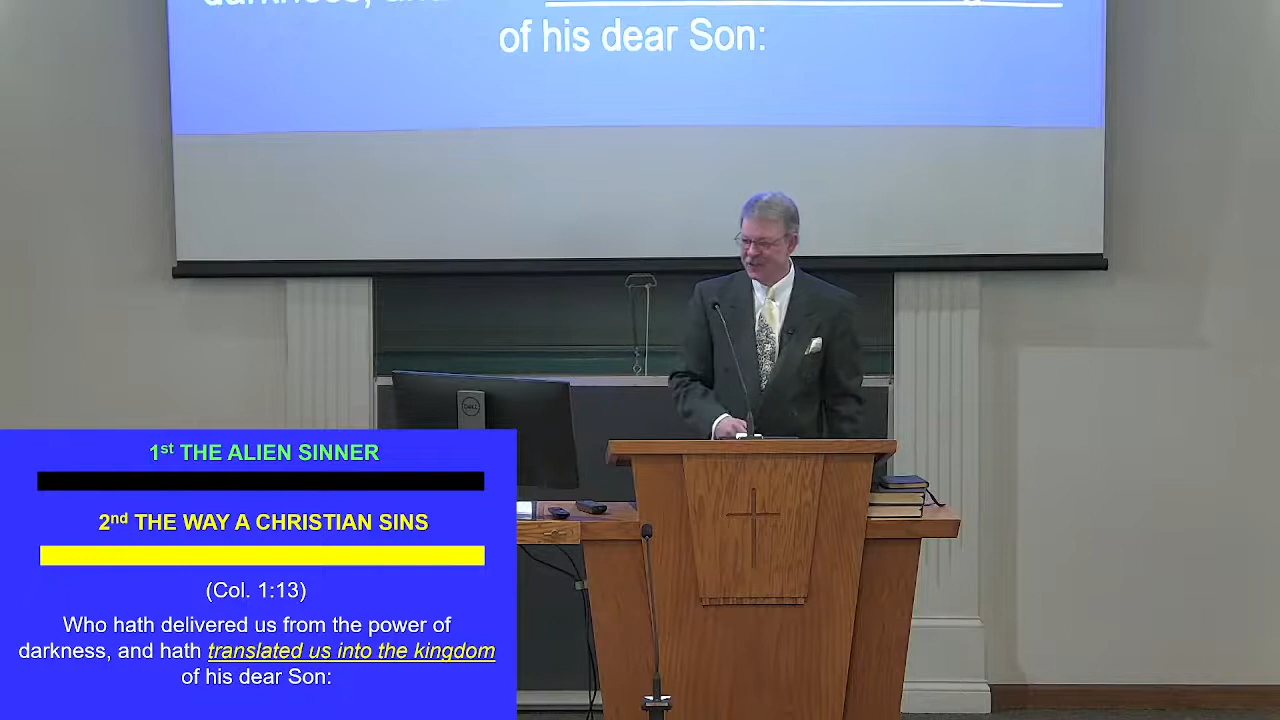 of his dear Son:
DELL
1st THE ALIEN SINNER
2nd THE WAY A CHRISTIAN SINS
(Col. 1:13)
Who hath delivered us from the power of
darkness, and hath translated us into the kingdom
of his dear Son: